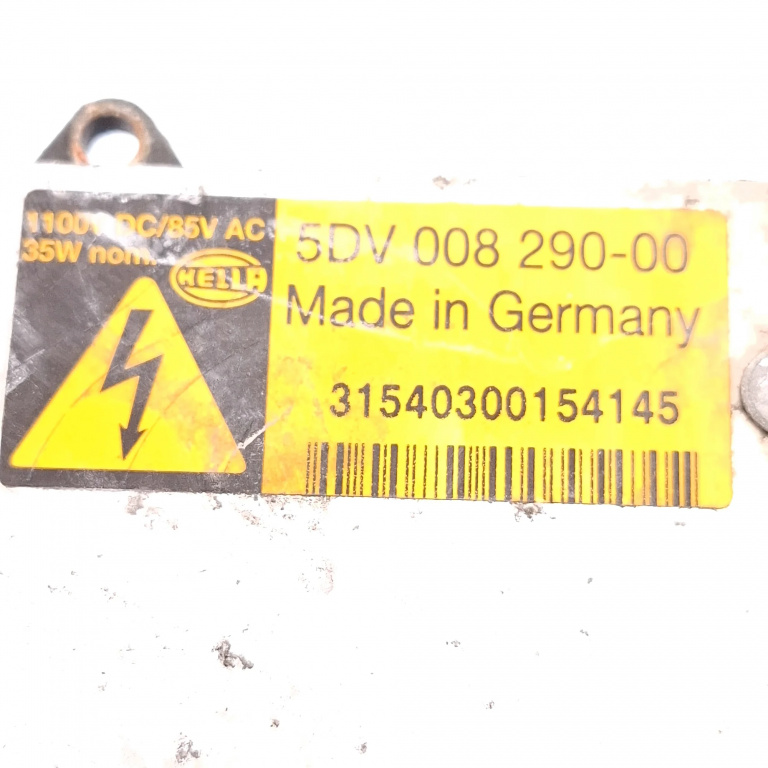 1100V DC/85V AC
35W nom.
HELLA
5DV 008 290-00
Made in Germany
31540300154145